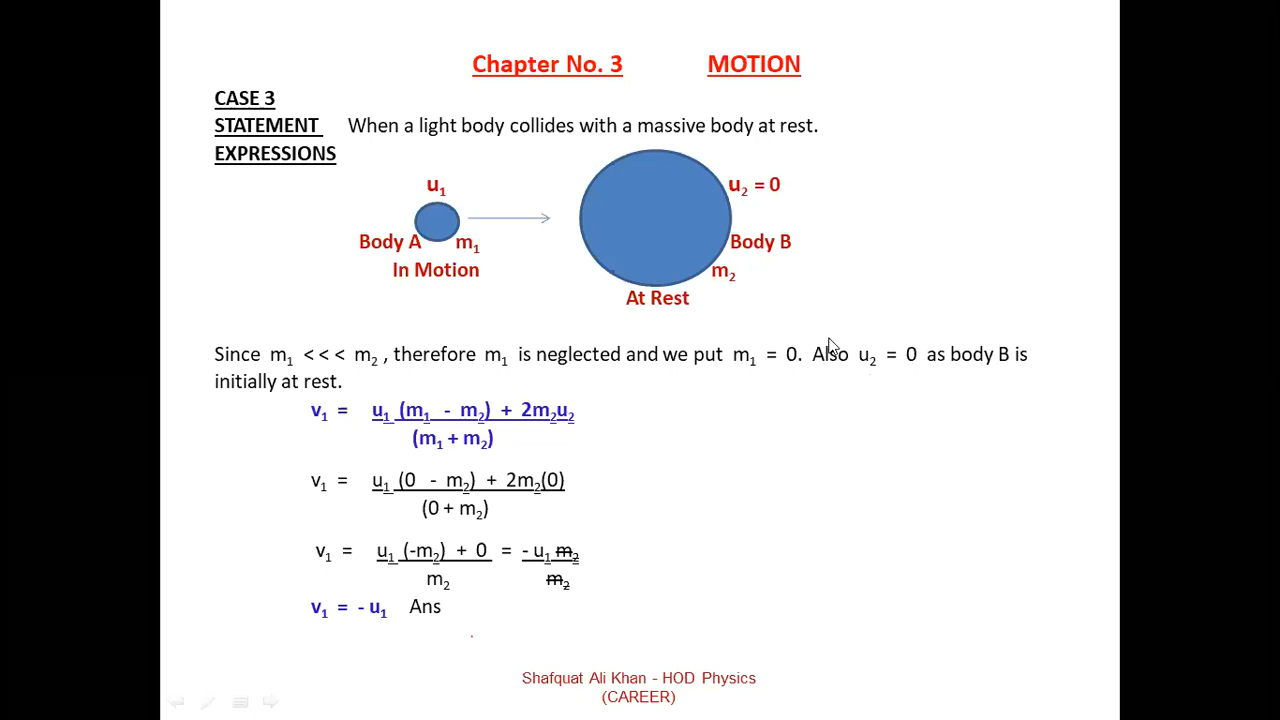 Chapter No. 3 MOTION
CASE 3
STATEMENT When a light body collides with a massive body at rest.
EXPRESSIONS
u₁ u₂ = 0
Body A m₁ Body B
In Motion m₂
At Rest
Since m₁ < < < m₂ , therefore m₁ is neglected and we put m₁ = 0. Also u₂ = 0 as body B is
initially at rest.
v₁ = u₁ (m₁ - m₂) + 2m₂u₂
(m₁ + m₂)
v₁ = u₁ (0 - m₂) + 2m₂(0)
(0 + m₂)
v₁ = u₁ (-m₂) + 0 = - u₁ m₂
m₂ m₂
v₁ = - u₁ Ans
Shafquat Ali Khan - HOD Physics
(CAREER)